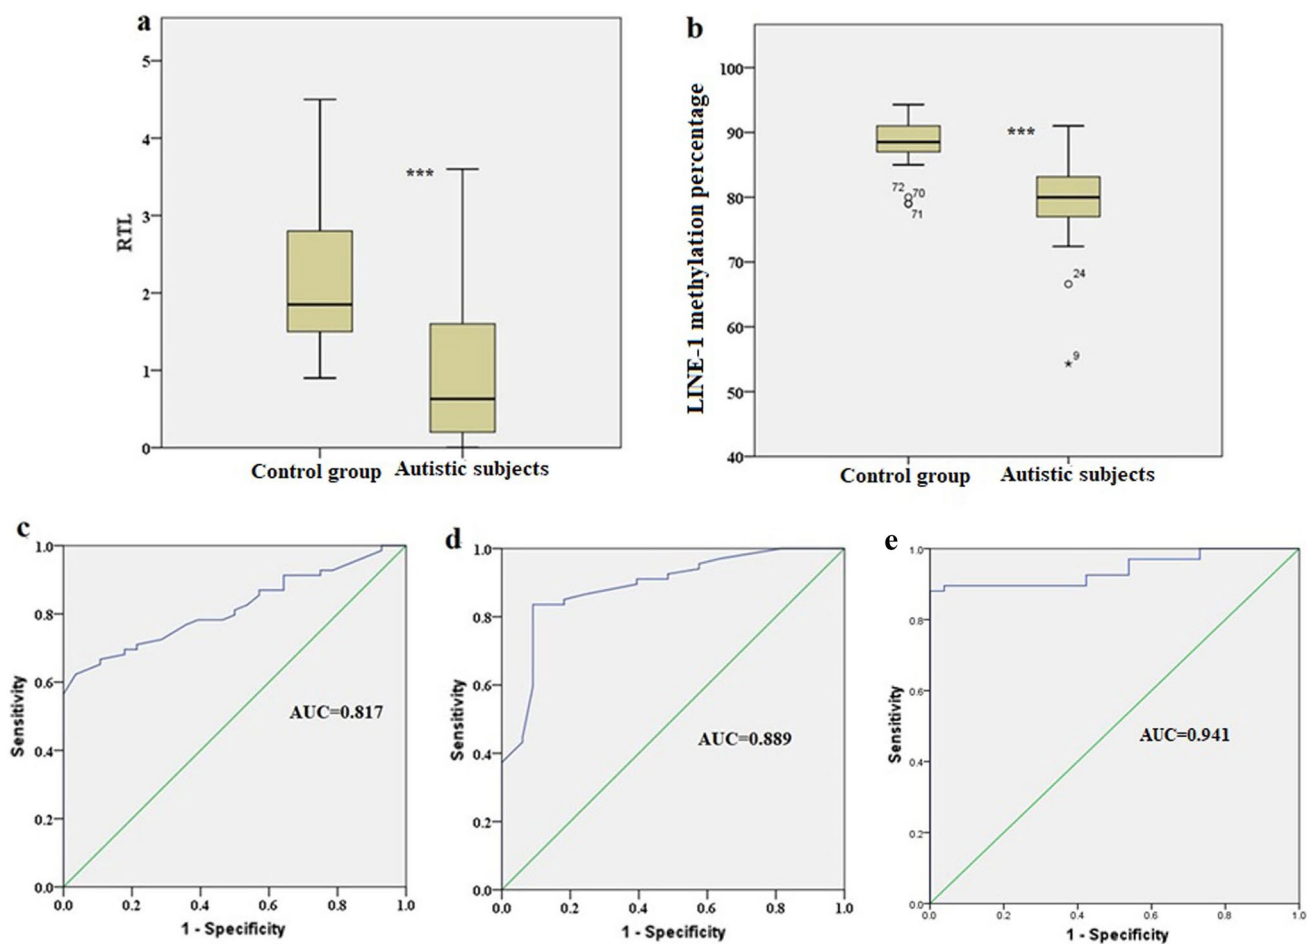 a
5
4
3
2
1
0
RTL
***
Control group
Autistic subjects
b
100
90
80
70
60
50
40
LINE-1 methylation percentage
***
72
70
71
24
9
Control group
Autistic subjects
c
1.0
0.8
0.6
0.4
0.2
0.0
Sensitivity
AUC=0.817
0.0 0.2 0.4 0.6 0.8 1.0
1 - Specificity
d
1.0
0.8
0.6
0.4
0.2
0.0
Sensitivity
AUC=0.889
0.0 0.2 0.4 0.6 0.8 1.0
1 - Specificity
e
1.0
0.8
0.6
0.4
0.2
0.0
Sensitivity
AUC=0.941
0.0 0.2 0.4 0.6 0.8 1.0
1 - Specificity